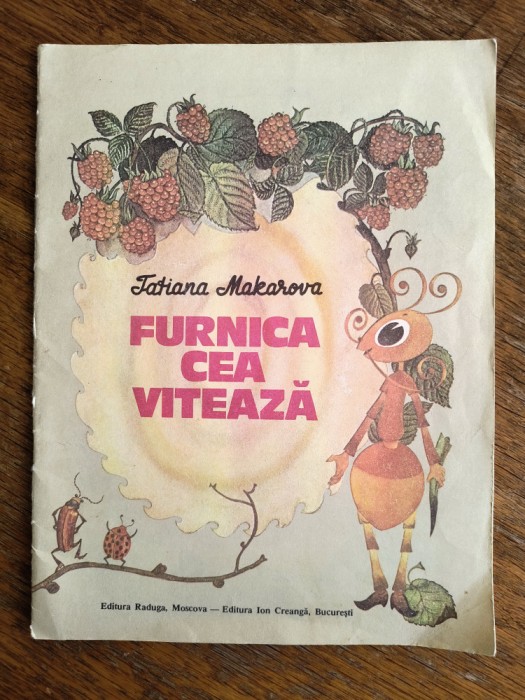 Tatiana Makarova
FURNICA
CEA
VITEAZĂ
Editura Raduga, Moscova — Editura Ion Creangă, București